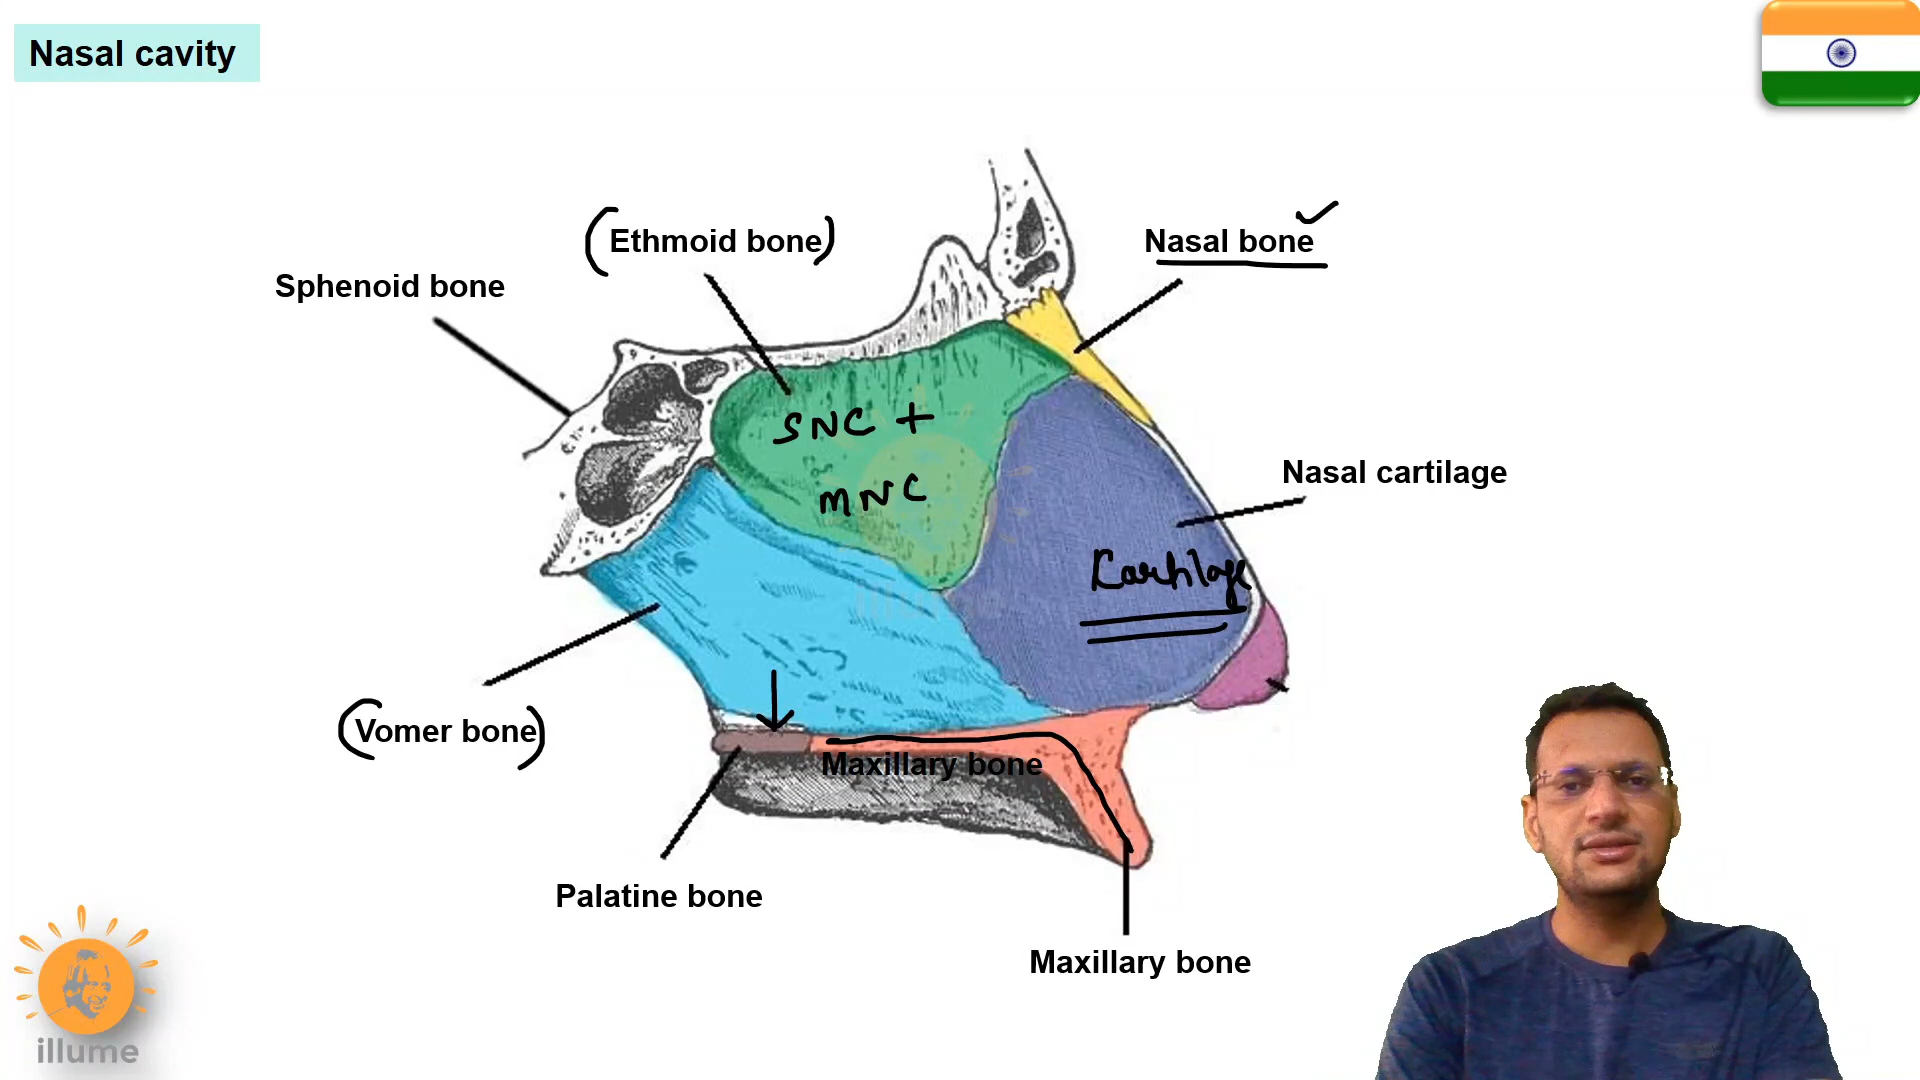 Nasal cavity
Ethmoid bone
Nasal bone
Sphenoid bone
SNC +
MNC
Nasal cartilage
Cartilage
Vomer bone
Maxillary bone
Palatine bone
Maxillary bone
illume